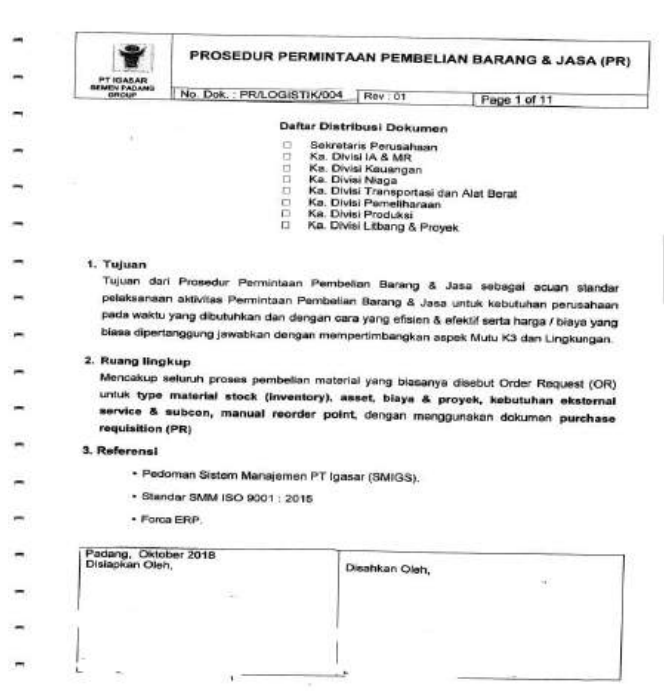 PROSEDUR PERMINTAAN PEMBELIAN BARANG & JASA (PR)
PT IGASAR
SEMEN PADANG
GROUP
No. Dok. : PR/LOGISTIK/004
Rev : 01
Page 1 of 11
Daftar Distribusi Dokumen
Sekretaris Perusahaan
Ka. Divisi IA & MR
Ka. Divisi Keuangan
Ka. Divisi Niaga
Ka. Divisi Transportasi dan Alat Berat
Ka. Divisi Pemeliharaan
Ka. Divisi Produksi
Ka. Divisi Litbang & Proyek
1. Tujuan
Tujuan dari Prosedur Permintaan Pembelian Barang & Jasa sebagai acuan standar
pelaksanaan aktivitas Permintaan Pembelian Barang & Jasa untuk kebutuhan perusahaan
pada waktu yang dibutuhkan dan dengan cara yang efisien & efektif serta harga / biaya yang
biasa dipertanggung jawabkan dengan mempertimbangkan aspek Mutu K3 dan Lingkungan.
2. Ruang lingkup
Mencakup seluruh proses pembelian material yang biasanya disebut Order Request (OR)
untuk type material stock (inventory), asset, biaya & proyek, kebutuhan eksternal
service & subcon, manual reorder point, dengan menggunakan dokumen purchase
requisition (PR)
3. Referensi
• Pedoman Sistem Manajemen PT Igasar (SMIGS).
• Standar SMM ISO 9001 : 2015
• Forca ERP.
Padang, Oktober 2018
Disiapkan Oleh,
Disahkan Oleh,